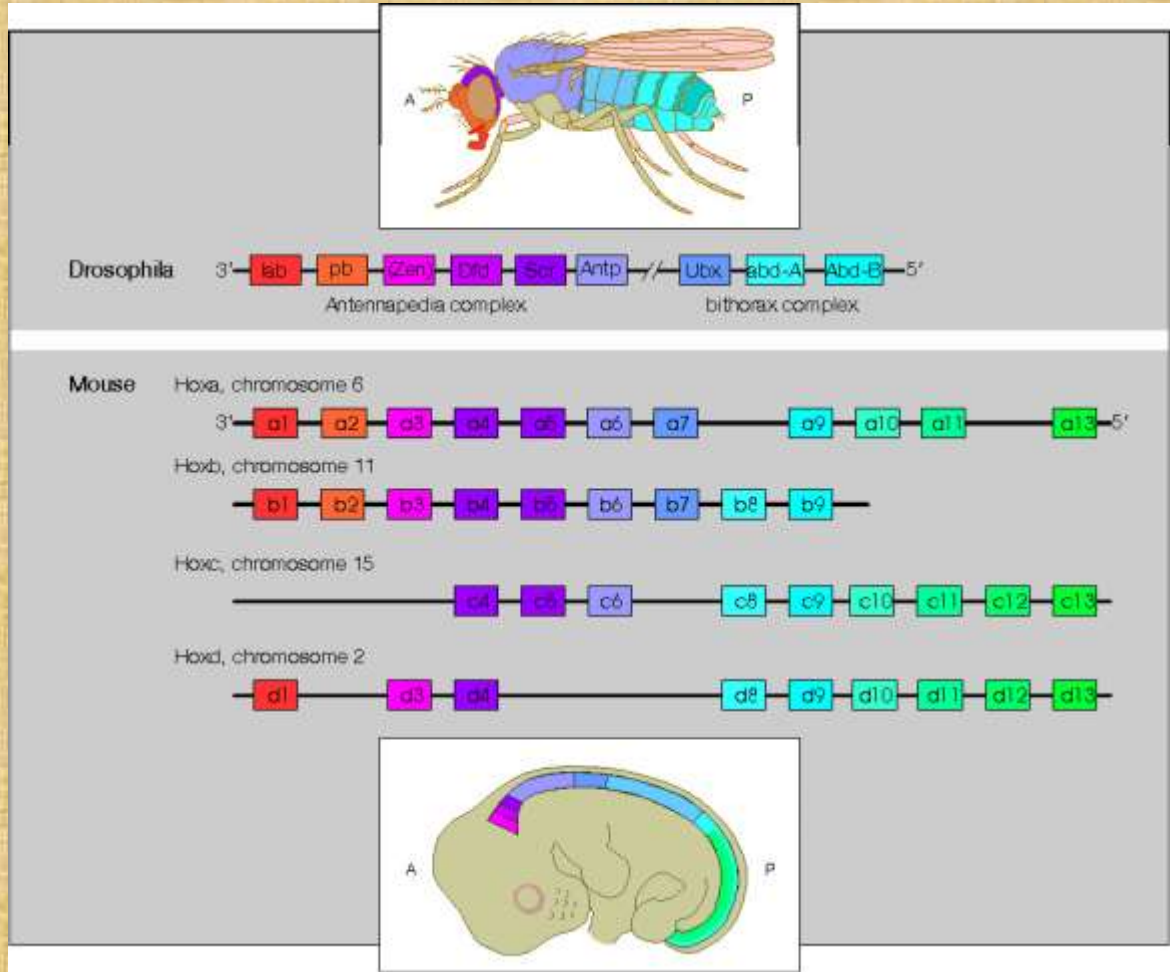 A P
Drosophila 3' lab pb (Zen) Dfd Scr Antp Ubx abd-A Abd-B 5'
Antennapedia complex bithorax complex
Mouse Hoxa, chromosome 6
3' a1 a2 a3 a4 a5 a6 a7 a9 a10 a11 a13 5'
Hoxb, chromosome 11
b1 b2 b3 b4 b5 b6 b7 b8 b9
Hoxc, chromosome 15
c4 c5 c6 c8 c9 c10 c11 c12 c13
Hoxd, chromosome 2
d1 d3 d4 d8 d9 d10 d11 d12 d13
A P